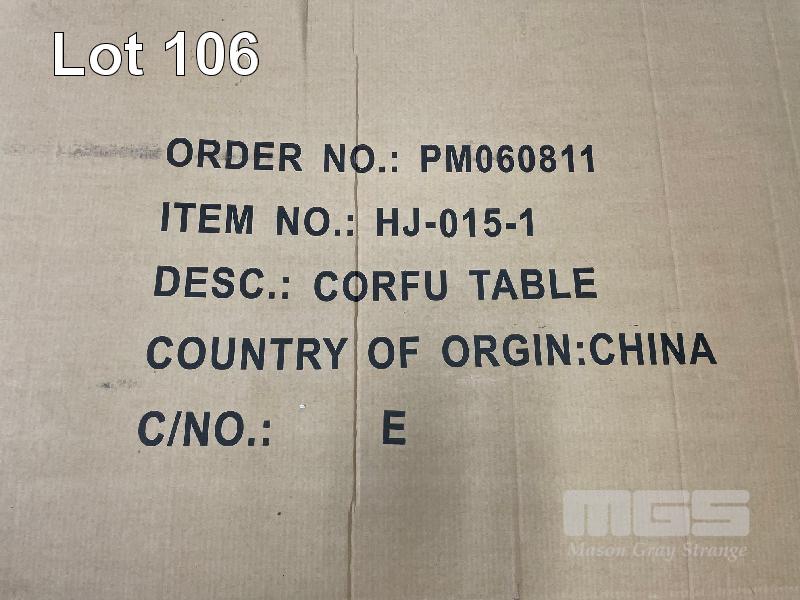 Lot 106
ORDER NO.: PM060811
ITEM NO.: HJ-015-1
DESC.: CORFU TABLE
COUNTRY OF ORGIN:CHINA
C/NO.: E
MGS
Mason Gray Strange